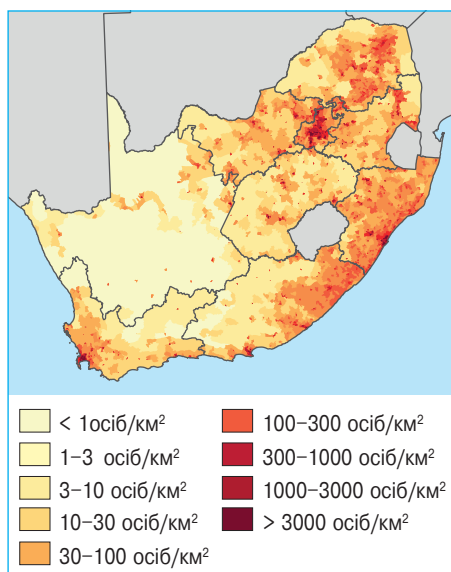 < 1осіб/км²
1–3 осіб/км²
3–10 осіб/км²
10–30 осіб/км²
30–100 осіб/км²
100–300 осіб/км²
300–1000 осіб/км²
1000–3000 осіб/км²
> 3000 осіб/км²